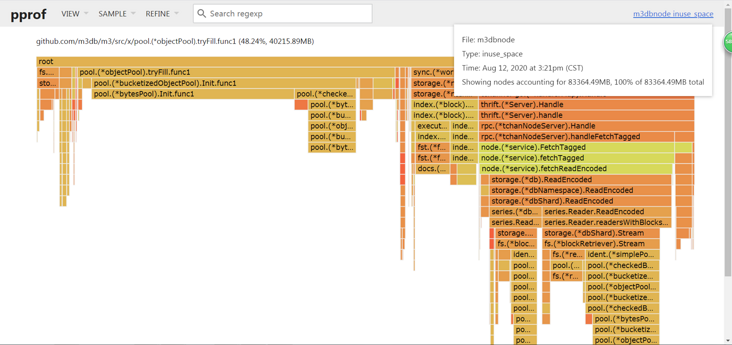 pprof
VIEW
SAMPLE
REFINE
Search regexp
m3dbnode inuse_space
github.com/m3db/m3/src/x/pool.(*objectPool).tryFill.func1 (48.24%, 40215.89MB)
File: m3dbnode
Type: inuse_space
Time: Aug 12, 2020 at 3:21pm (CST)
Showing nodes accounting for 83364.49MB, 100% of 83364.49MB total
root
fs.... pool.(*objectPool).tryFill.func1 sync.(*wor
sto... pool.(*bucketizedObjectPool).Init.func1 storage.(*n
pool.(*bytesPool).Init.func1 pool.(*checke...
pool.(*byt... index.(*block)... thrift.(*Server).Handle
pool.(*bu... index.(*block)... thrift.(*Server).Handle
pool.(*obj... execut... inde... rpc.(*tchanNodeServer).Handle
pool.(*bu... index.... inde... rpc.(*tchanNodeServer).handleFetchTagged
pool.(*byt... fst.(*f... inde... node.(*service).FetchTagged
fst.(*f... inde... node.(*service).fetchTagged
docs.(... node.(*service).fetchReadEncoded
storage.(*db).ReadEncoded
storage.(*dbNamespace).ReadEncoded
storage.(*dbShard).ReadEncoded
series.(*db... series.Reader.ReadEncoded
series.Read... series.Reader.readersWithBlocks...
storage.... storage.(*dbShard).Stream
fs.(*bloc... fs.(*blockRetriever).Stream
iden... fs.(*re... ident.(*simplePo...
pool... pool.(... pool.(*checkedB...
pool... fs.(*r... pool.(*bucketize...
pool... pool.(*objectPoo...
pool... pool.(*bucketize...
pool... pool.(*checkedB...
po... pool.(*bytesPo...
po... pool.(*bucketiz...
po... pool.(*objectPo...